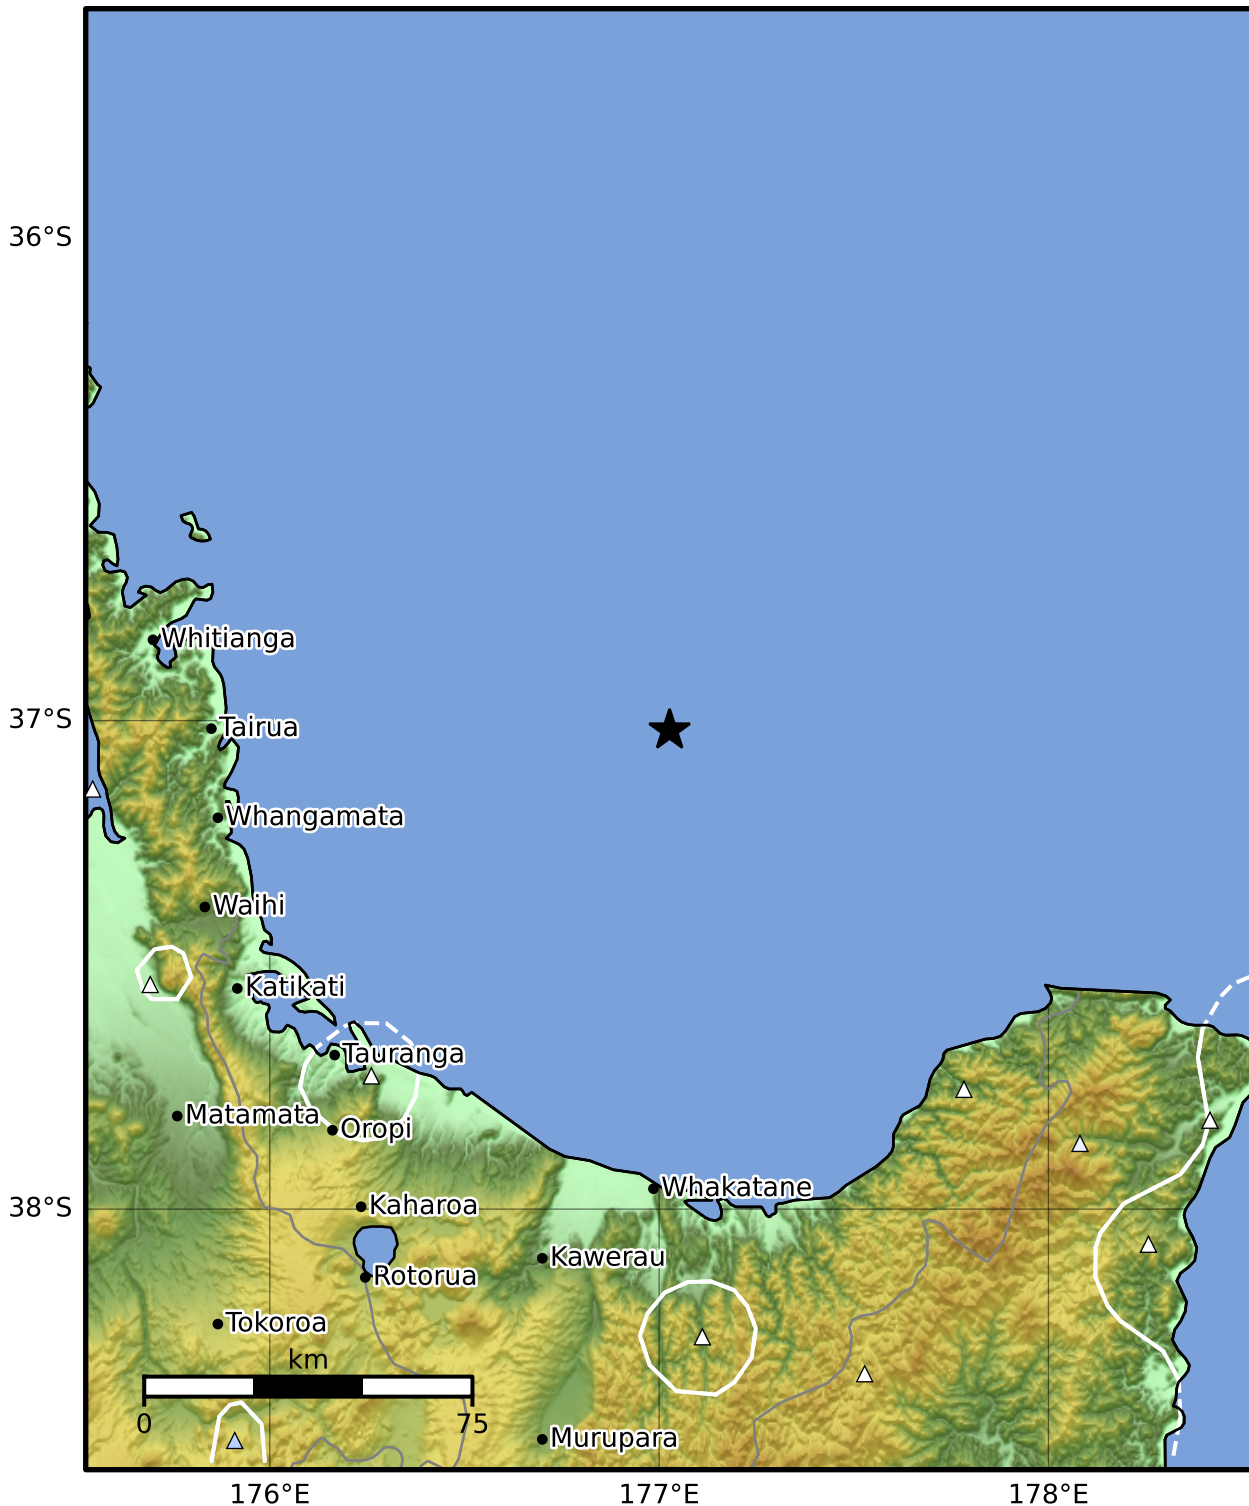 36°S
Whitianga
37°S
Tairua
Whangamata
Waihi
Katikati
Tauranga
Matamata
Oropi
Whakatane
38°S
Kaharoa
Kawerau
Rotorua
Tokoroa
km
0
75
Murupara
176°E
177°E
178°E